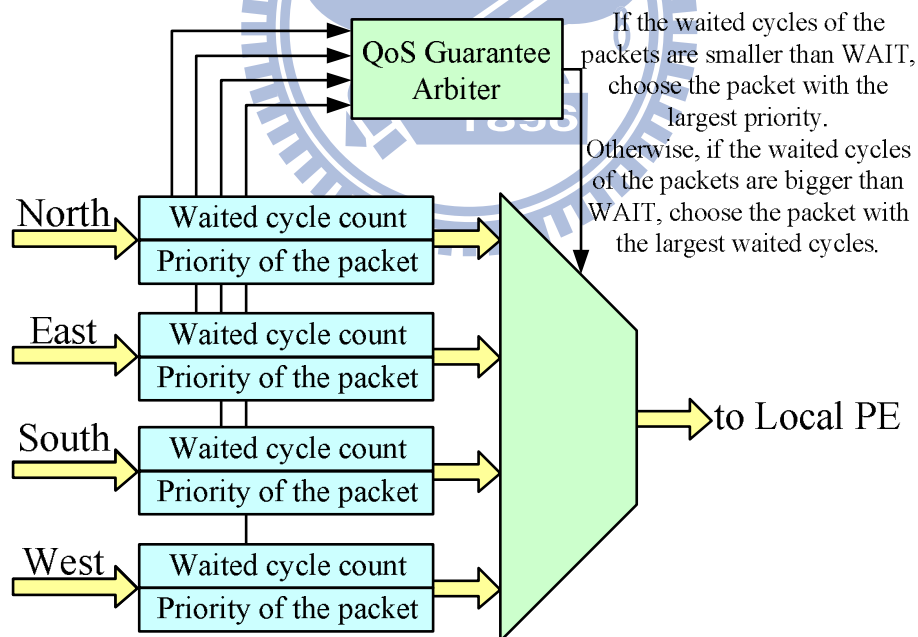 QoS Guarantee
Arbiter
If the waited cycles of the
packets are smaller than WAIT,
choose the packet with the
largest priority.
Otherwise, if the waited cycles
of the packets are bigger than
WAIT, choose the packet with
the largest waited cycles.
1896
North
Waited cycle count
Priority of the packet
East
Waited cycle count
Priority of the packet
to Local PE
South
Waited cycle count
Priority of the packet
West
Waited cycle count
Priority of the packet